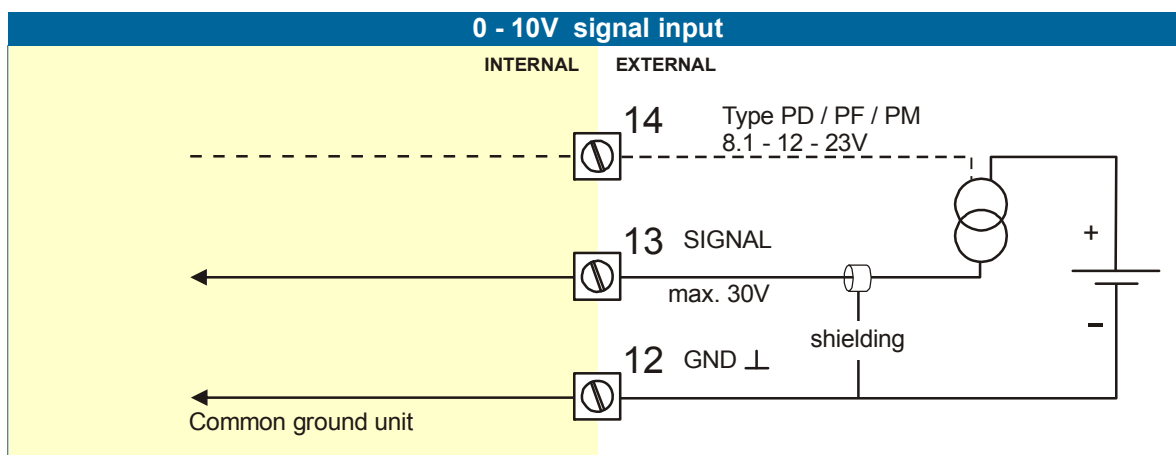 0 - 10V signal input
INTERNAL EXTERNAL
14 Type PD / PF / PM
8.1 - 12 - 23V
13 SIGNAL
max. 30V
+
-
shielding
12 GND ⊥
Common ground unit